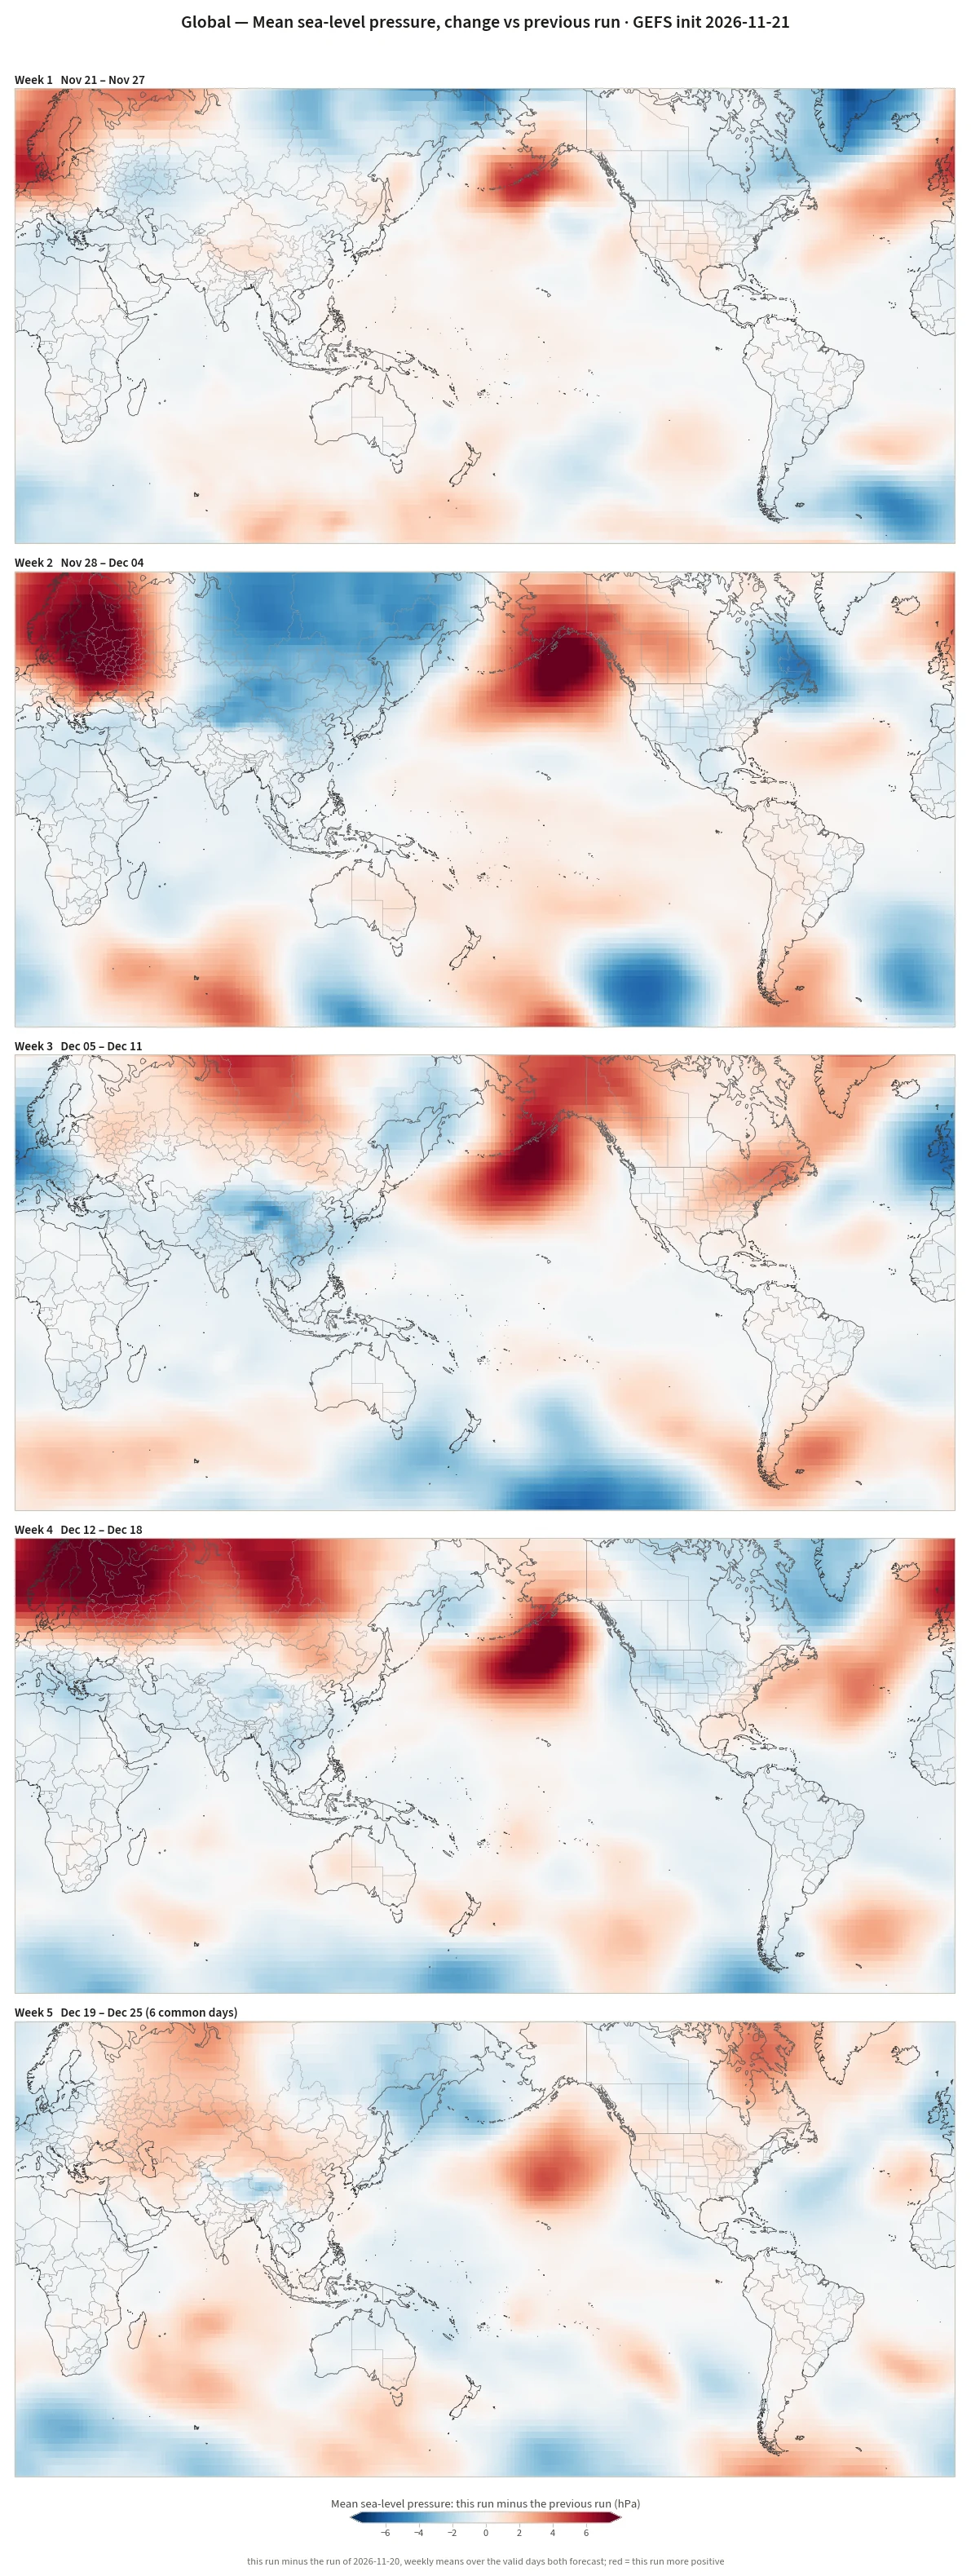 Global — Mean sea-level pressure, change vs previous run · GEFS init 2026-11-21
Week 1 Nov 21 – Nov 27
Week 2 Nov 28 – Dec 04
Week 3 Dec 05 – Dec 11
Week 4 Dec 12 – Dec 18
Week 5 Dec 19 – Dec 25 (6 common days)
Mean sea-level pressure: this run minus the previous run (hPa)
−6 −4 −2 0 2 4 6
this run minus the run of 2026-11-20, weekly means over the valid days both forecast; red = this run more positive